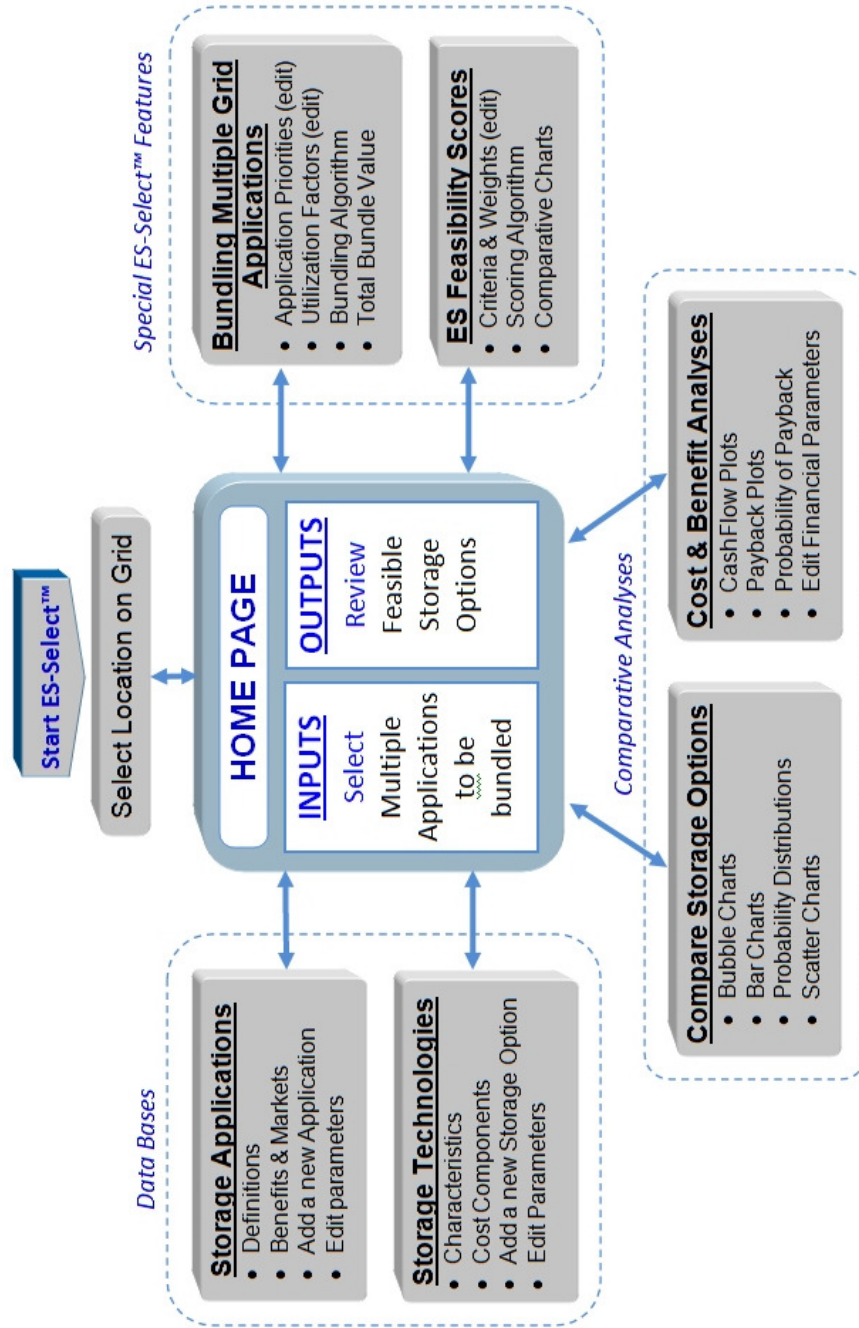 Start ES-Select™
Select Location on Grid
HOME PAGE
INPUTS
Select
Multiple
Applications
to be
bundled
OUTPUTS
Review
Feasible
Storage
Options
Data Bases
Storage Applications
• Definitions
• Benefits & Markets
• Add a new Application
• Edit parameters
Storage Technologies
• Characteristics
• Cost Components
• Add a new Storage Option
• Edit Parameters
Special ES-Select™ Features
Bundling Multiple Grid
Applications
• Application Priorities (edit)
• Utilization Factors (edit)
• Bundling Algorithm
• Total Bundle Value
ES Feasibility Scores
• Criteria & Weights (edit)
• Scoring Algorithm
• Comparative Charts
Comparative Analyses
Compare Storage Options
• Bubble Charts
• Bar Charts
• Probability Distributions
• Scatter Charts
Cost & Benefit Analyses
• Cash Flow Plots
• Payback Plots
• Probability of Payback
• Edit Financial Parameters